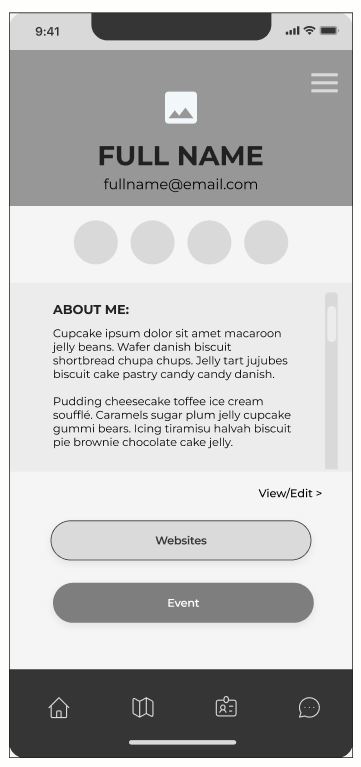 9:41
FULL NAME
fullname@email.com
ABOUT ME:
Cupcake ipsum dolor sit amet macaroon
jelly beans. Wafer danish biscuit
shortbread chupa chups. Jelly tart jujubes
biscuit cake pastry candy candy danish.
Pudding cheesecake toffee ice cream
soufflé. Caramels sugar plum jelly cupcake
gummi bears. Icing tiramisu halvah biscuit
pie brownie chocolate cake jelly.
View/Edit >
Websites
Event